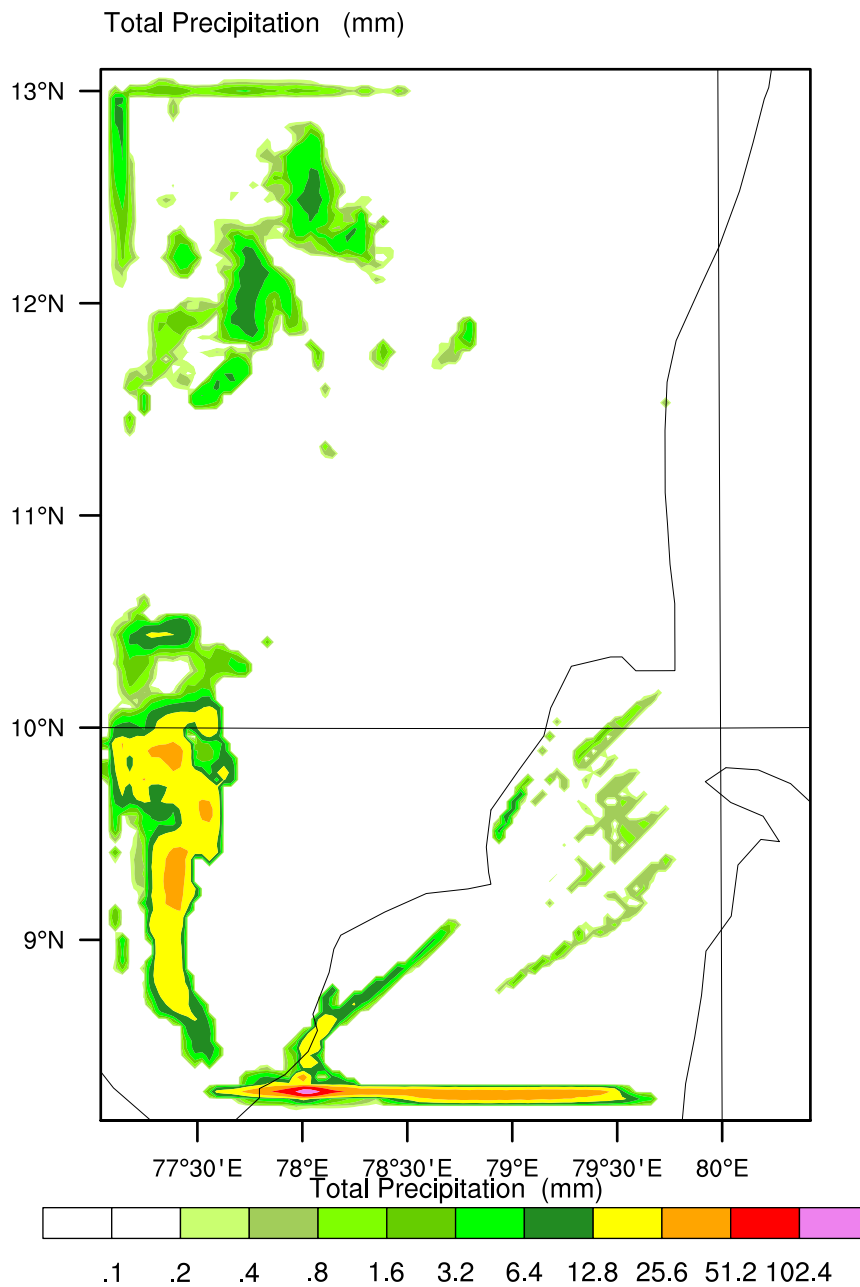 Total Precipitation (mm)
13°N
12°N
11°N
10°N
9°N
77°30'E 78°E 78°30'E 79°E 79°30'E 80°E
Total Precipitation (mm)
.1 .2 .4 .8 1.6 3.2 6.4 12.8 25.6 51.2 102.4